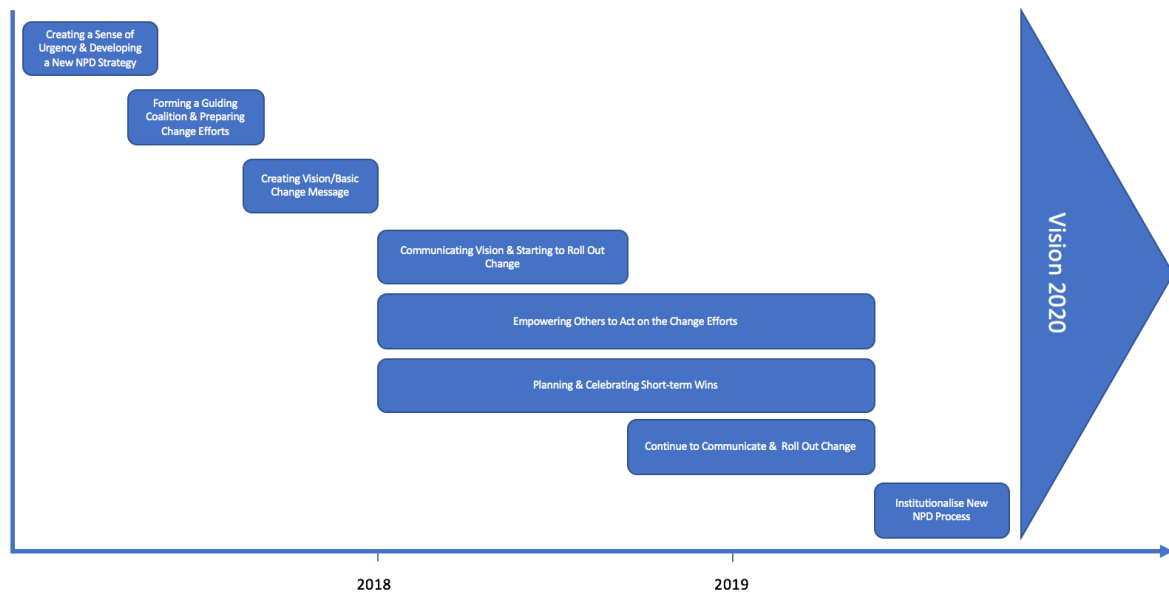 Creating a Sense of
Urgency & Developing
a New NPD Strategy
Forming a Guiding
Coalition & Preparing
Change Efforts
Creating Vision/Basic
Change Message
Communicating Vision & Starting to Roll Out
Change
Empowering Others to Act on the Change Efforts
Planning & Celebrating Short-term Wins
Continue to Communicate & Roll Out Change
Institutionalise New
NPD Process
Vision 2020
2018
2019